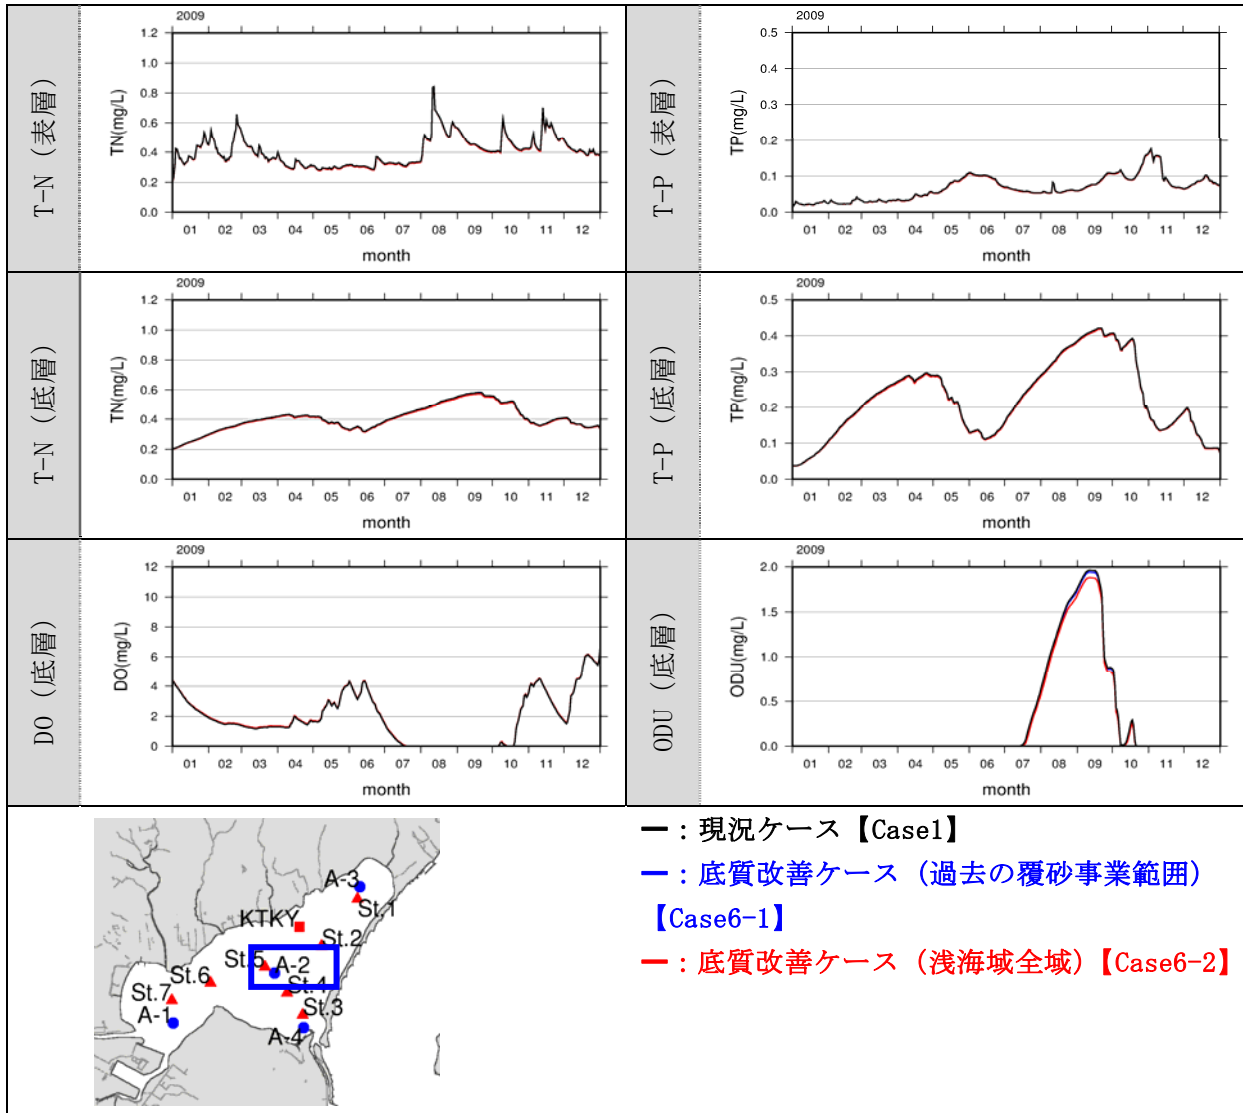 T-N (表層)
2009
TN(mg/L)
1.2
1.0
0.8
0.6
0.4
0.2
0.0
01 02 03 04 05 06 07 08 09 10 11 12
month
T-P (表層)
2009
TP(mg/L)
0.5
0.4
0.3
0.2
0.1
0.0
01 02 03 04 05 06 07 08 09 10 11 12
month
T-N (底層)
2009
TN(mg/L)
1.2
1.0
0.8
0.6
0.4
0.2
0.0
01 02 03 04 05 06 07 08 09 10 11 12
month
T-P (底層)
2009
TP(mg/L)
0.5
0.4
0.3
0.2
0.1
0.0
01 02 03 04 05 06 07 08 09 10 11 12
month
DO (底層)
2009
DO(mg/L)
12
10
8
6
4
2
0
01 02 03 04 05 06 07 08 09 10 11 12
month
ODU (底層)
2009
ODU(mg/L)
2.0
1.5
1.0
0.5
0.0
01 02 03 04 05 06 07 08 09 10 11 12
month
A-3
St.1
KTKY
St.2
St.5
A-2
St.6
St.4
St.7
St.3
A-1
A-4
ー：現況ケース【Case1】
ー：底質改善ケース（過去の覆砂事業範囲）
【Case6-1】
ー：底質改善ケース（浅海域全域）【Case6-2】